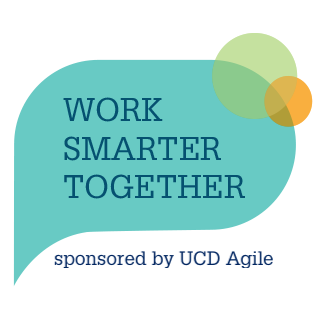 WORK
SMARTER
TOGETHER
sponsored by UCD Agile